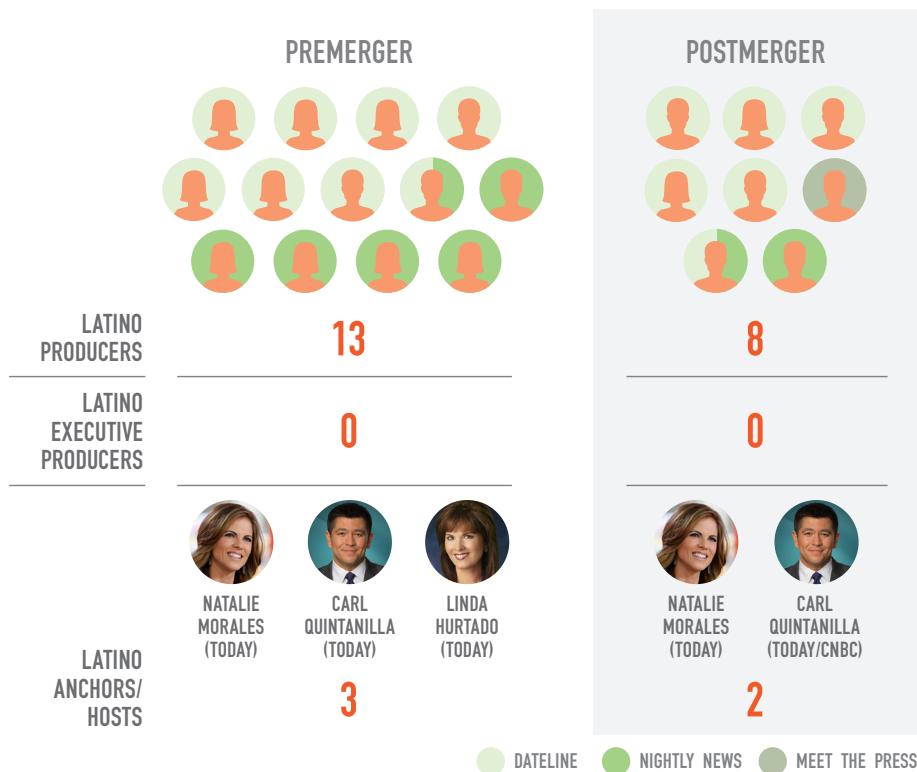 PREMERGER
POSTMERGER
LATINO
PRODUCERS
13
8
LATINO
EXECUTIVE
PRODUCERS
0
0
NATALIE
MORALES
(TODAY)
CARL
QUINTANILLA
(TODAY)
LINDA
HURTADO
(TODAY)
NATALIE
MORALES
(TODAY)
CARL
QUINTANILLA
(TODAY/CNBC)
LATINO
ANCHORS/
HOSTS
3
2
DATELINE
NIGHTLY NEWS
MEET THE PRESS